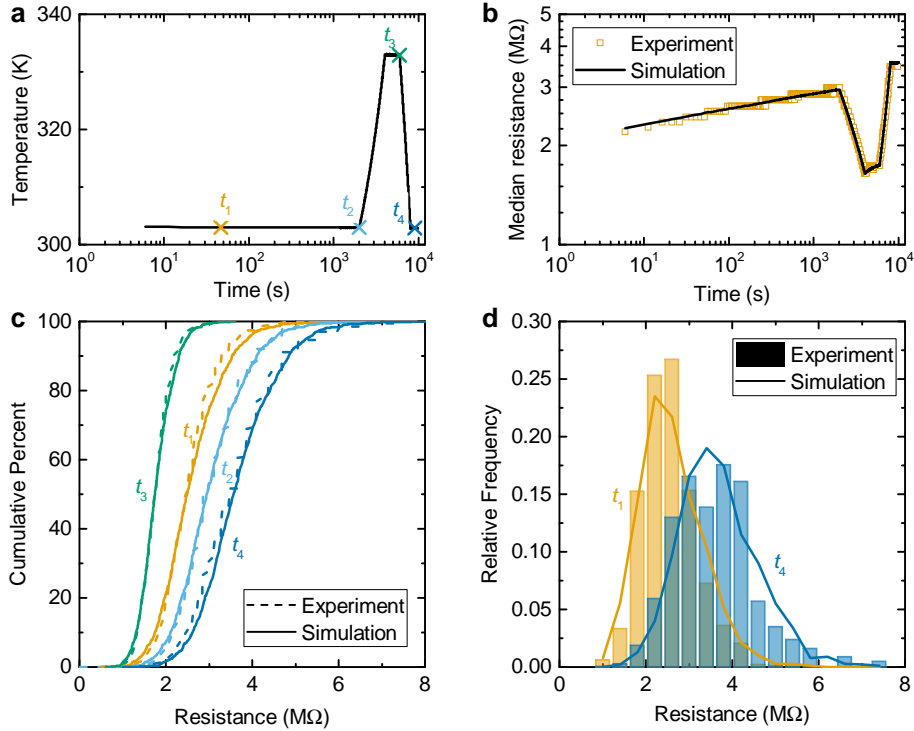 a
340
330
320
310
300
Temperature (K)
t1
t2
t3
t4
10^0
10^1
10^2
10^3
10^4
Time (s)
b
5
4
3
2
1
Median resistance (MΩ)
Experiment
Simulation
10^0
10^1
10^2
10^3
10^4
Time (s)
c
100
80
60
40
20
0
Cumulative Percent
t3
t1
t2
t4
Experiment
Simulation
0
2
4
6
8
Resistance (MΩ)
d
0.30
0.25
0.20
0.15
0.10
0.05
0.00
Relative Frequency
Experiment
Simulation
t1
t4
0
2
4
6
8
Resistance (MΩ)